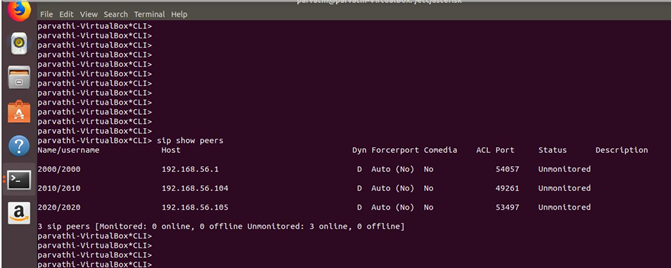 parvathi@parvathi-VirtualBox: /etc/asterisk
File Edit View Search Terminal Help
parvathi-VirtualBox*CLI>
parvathi-VirtualBox*CLI>
parvathi-VirtualBox*CLI>
parvathi-VirtualBox*CLI>
parvathi-VirtualBox*CLI>
parvathi-VirtualBox*CLI>
parvathi-VirtualBox*CLI>
parvathi-VirtualBox*CLI>
parvathi-VirtualBox*CLI>
parvathi-VirtualBox*CLI>
parvathi-VirtualBox*CLI>
parvathi-VirtualBox*CLI>
parvathi-VirtualBox*CLI> sip show peers
Name/username Host Dyn Forcerport Comedia ACL Port Status Description
2000/2000 192.168.56.1 D Auto (No) No 54057 Unmonitored
2010/2010 192.168.56.104 D Auto (No) No 49261 Unmonitored
2020/2020 192.168.56.105 D Auto (No) No 53497 Unmonitored
3 sip peers [Monitored: 0 online, 0 offline Unmonitored: 3 online, 0 offline]
parvathi-VirtualBox*CLI>
parvathi-VirtualBox*CLI>
parvathi-VirtualBox*CLI>